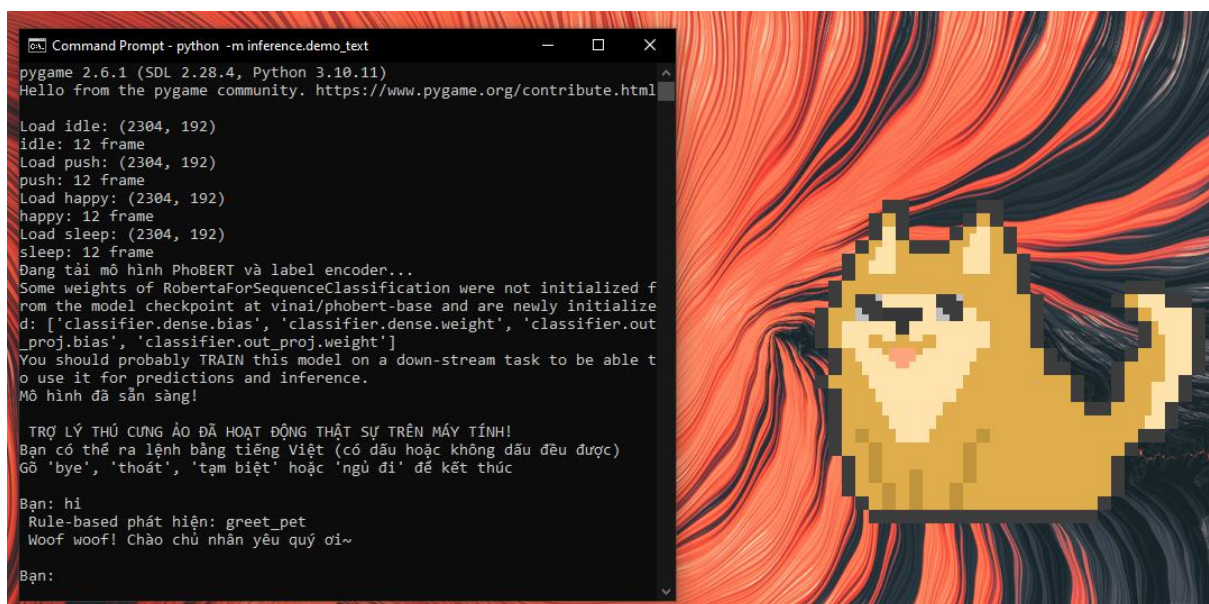 Command Prompt - python -m inference.demo_text
pygame 2.6.1 (SDL 2.28.4, Python 3.10.11)
Hello from the pygame community. https://www.pygame.org/contribute.html
Load idle: (2304, 192)
idle: 12 frame
Load push: (2304, 192)
push: 12 frame
Load happy: (2304, 192)
happy: 12 frame
Load sleep: (2304, 192)
sleep: 12 frame
Đang tải mô hình PhoBERT và label encoder...
Some weights of RobertaForSequenceClassification were not initialized f
rom the model checkpoint at vinai/phobert-base and are newly initialize
d: ['classifier.dense.bias', 'classifier.dense.weight', 'classifier.out
_proj.bias', 'classifier.out_proj.weight']
You should probably TRAIN this model on a down-stream task to be able t
o use it for predictions and inference.
Mô hình đã sẵn sàng!
TRỢ LÝ THÚ CƯNG ẢO ĐÃ HOẠT ĐỘNG THẬT SỰ TRÊN MÁY TÍNH!
Bạn có thể ra lệnh bằng tiếng Việt (có dấu hoặc không dấu đều được)
Gõ 'bye', 'thoát', 'tạm biệt' hoặc 'ngủ đi' để kết thúc
Bạn: hi
Rule-based phát hiện: greet_pet
Woof woof! Chào chủ nhân yêu quý ơi~
Bạn: